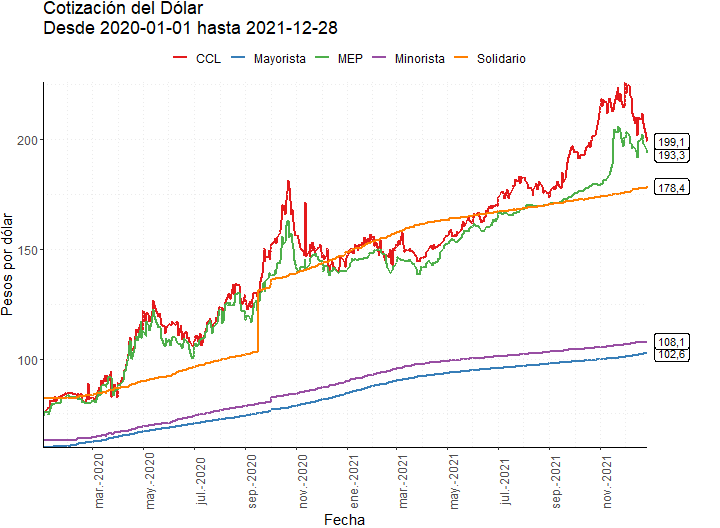 Cotización del Dólar
Desde 2020-01-01 hasta 2021-12-28
CCL Mayorista MEP Minorista Solidario
Pesos por dólar
200
150
100
199,1
193,3
178,4
108,1
102,6
mar.-2020
may.-2020
jul.-2020
sep.-2020
nov.-2020
ene.-2021
mar.-2021
may.-2021
jul.-2021
sep.-2021
nov.-2021
Fecha